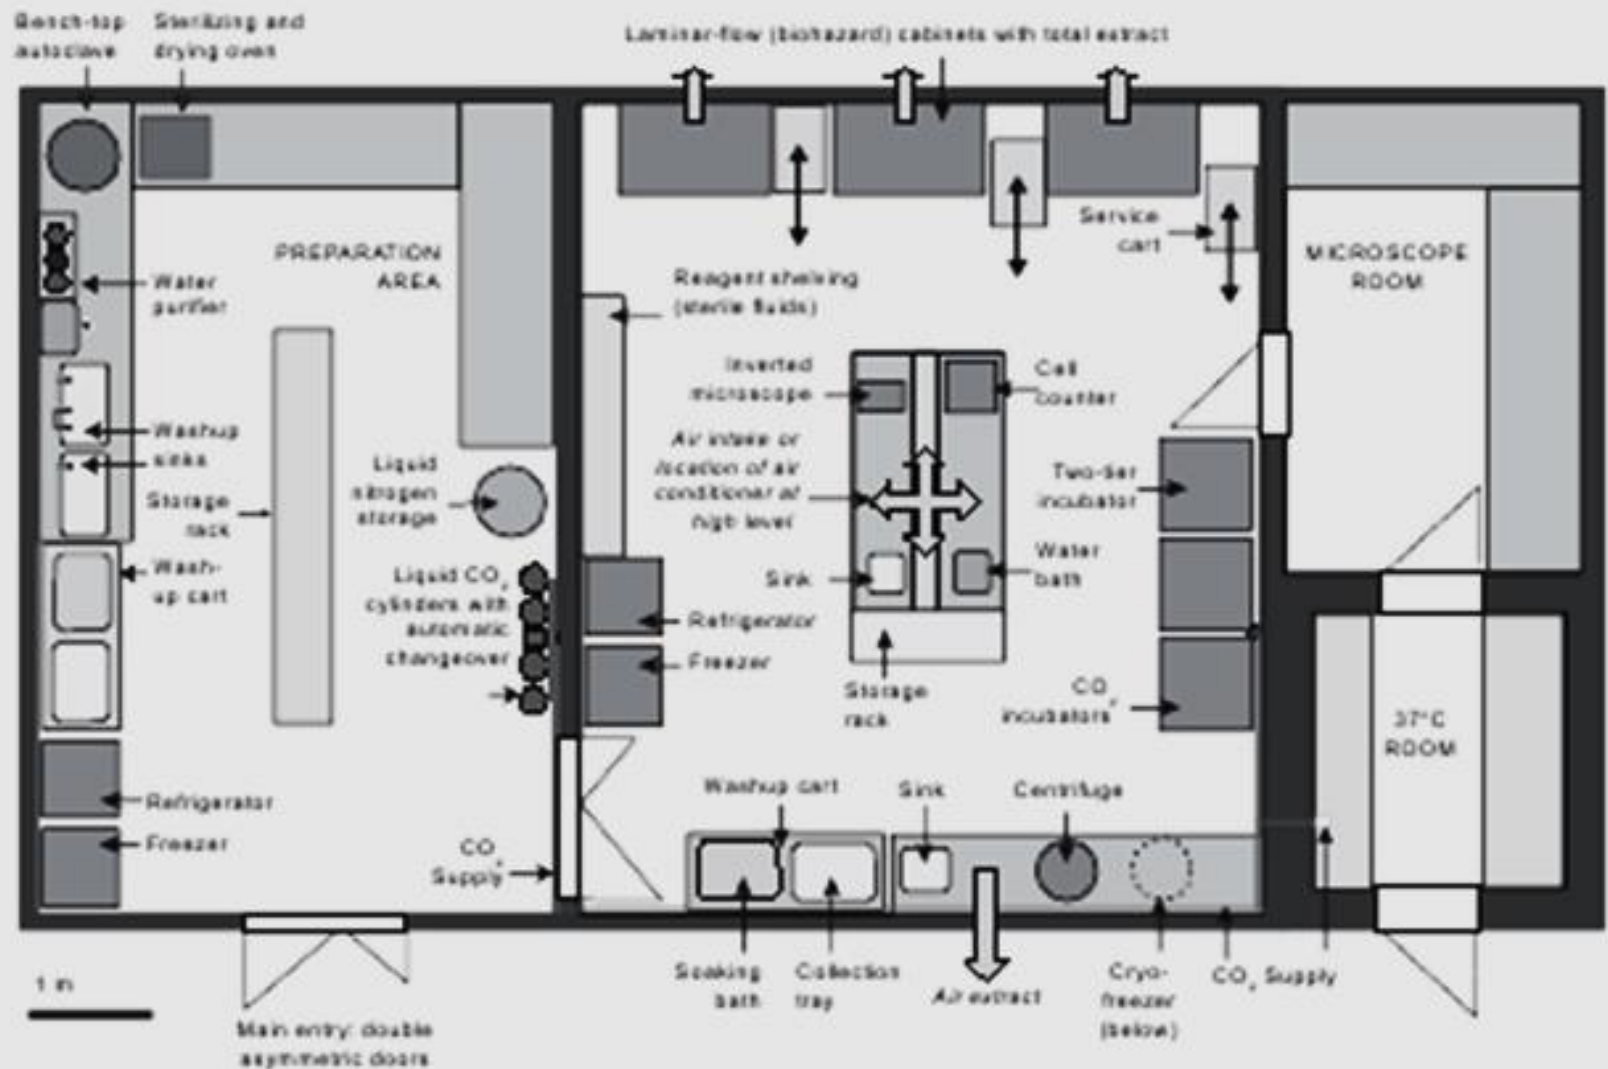 Bench-top
autoclave
Sterilizing and
drying oven
Laminar-flow (biohazard) cabinets with total extract
PREPARATION
AREA
Water
purifier
Washup
sinks
Storage
rack
Wash-
up cart
Refrigerator
Freezer
Liquid
nitrogen
storage
Liquid CO₂
cylinders with
automatic
changeover
CO₂
Supply
Reagent shelving
(sterile fluids)
Service
cart
Inverted
microscope
Cell
counter
Air intake or
location of air
conditioner at
high level
Two-tier
incubator
Sink
Water
bath
Refrigerator
Freezer
Storage
rack
CO₂
incubators
Washup cart
Sink
Centrifuge
MICROSCOPE
ROOM
37°C
ROOM
Soaking
bath
Collection
tray
Air extract
Cryo-
freezer
(below)
CO₂ Supply
1 m
Main entry: double
asymmetric doors